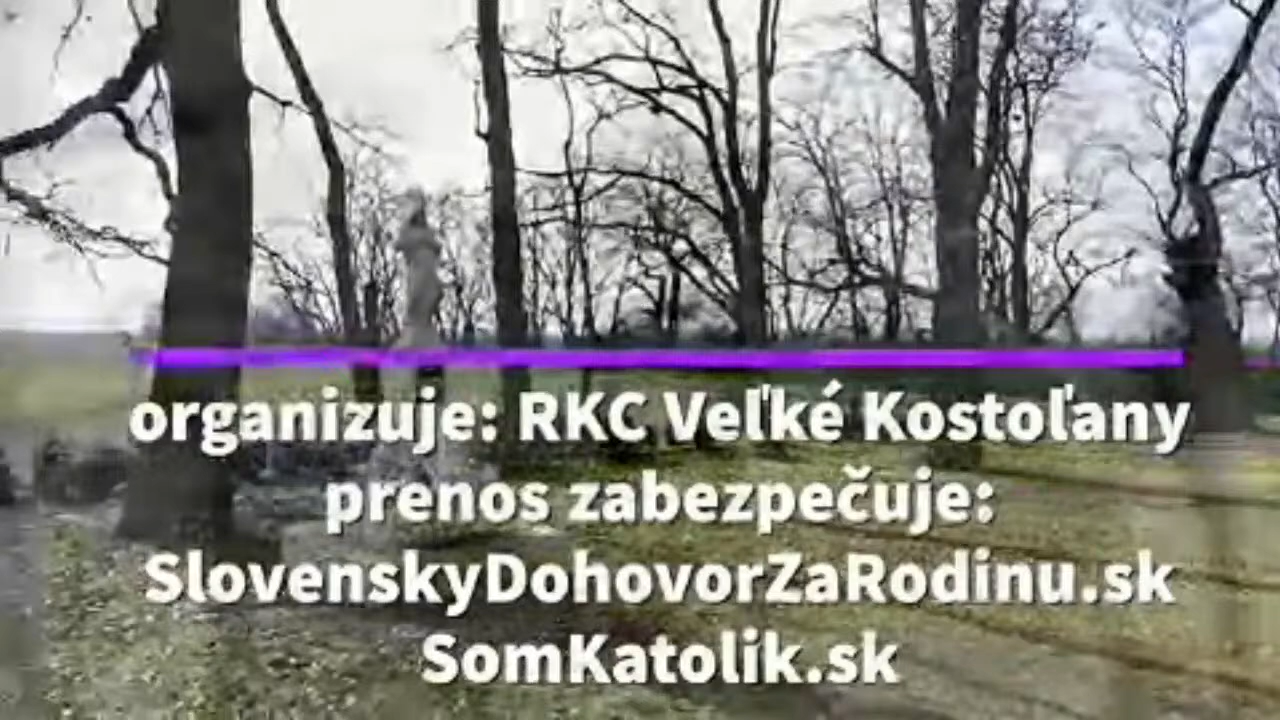 organizuje: RKC Veľké Kostoľany
prenos zabezpečuje:
SlovenskyDohovorZaRodinu.sk
SomKatolik.sk